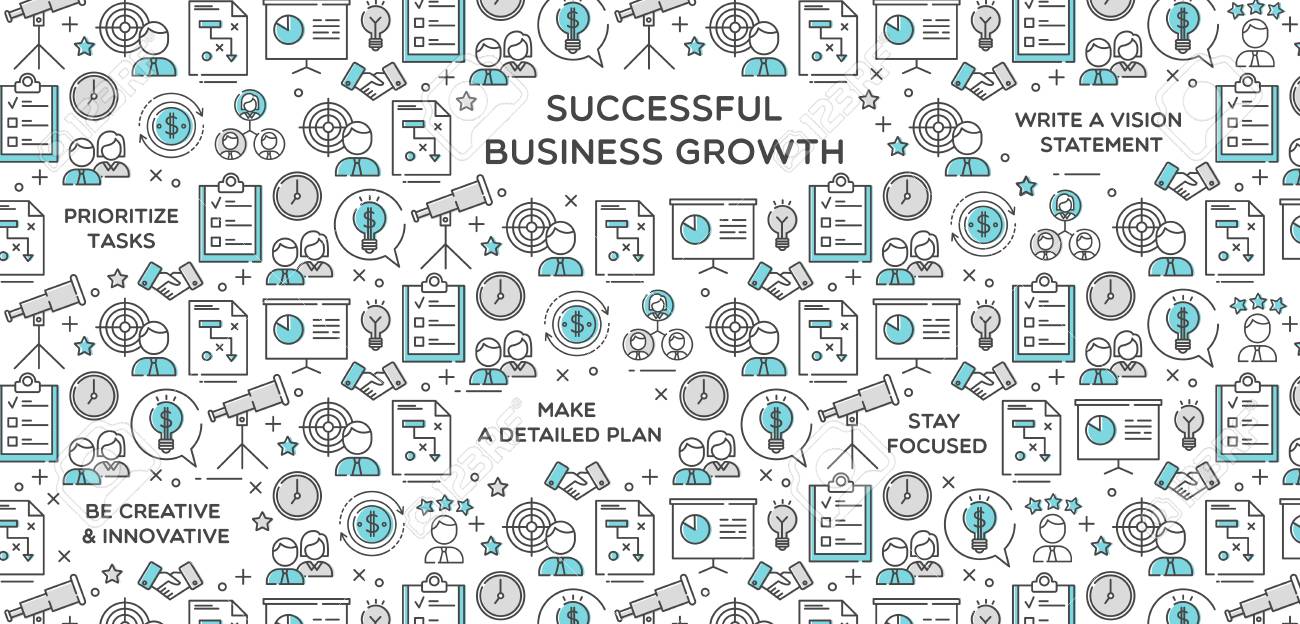 SUCCESSFUL
BUSINESS GROWTH
WRITE A VISION
STATEMENT
PRIORITIZE
TASKS
MAKE
A DETAILED PLAN
STAY
FOCUSED
BE CREATIVE
& INNOVATIVE